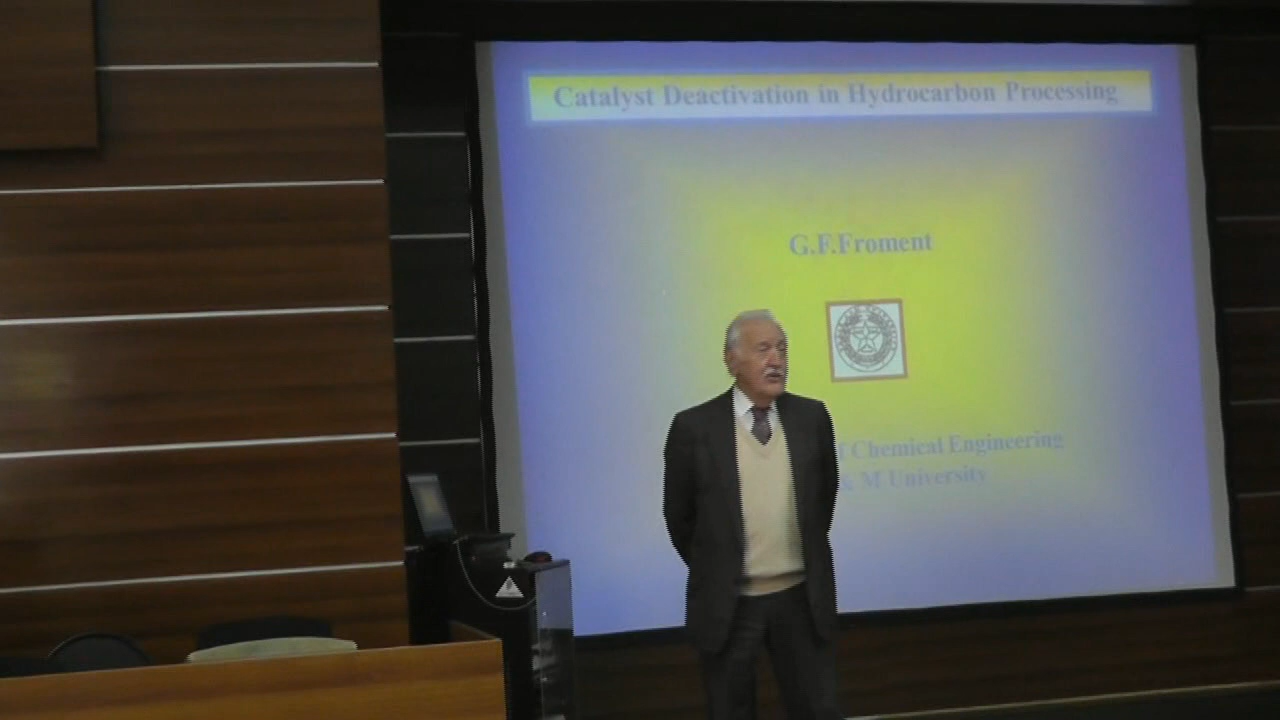 Catalyst Deactivation in Hydrocarbon Processing
G.F.Froment
f Chemical Engineering
& M University